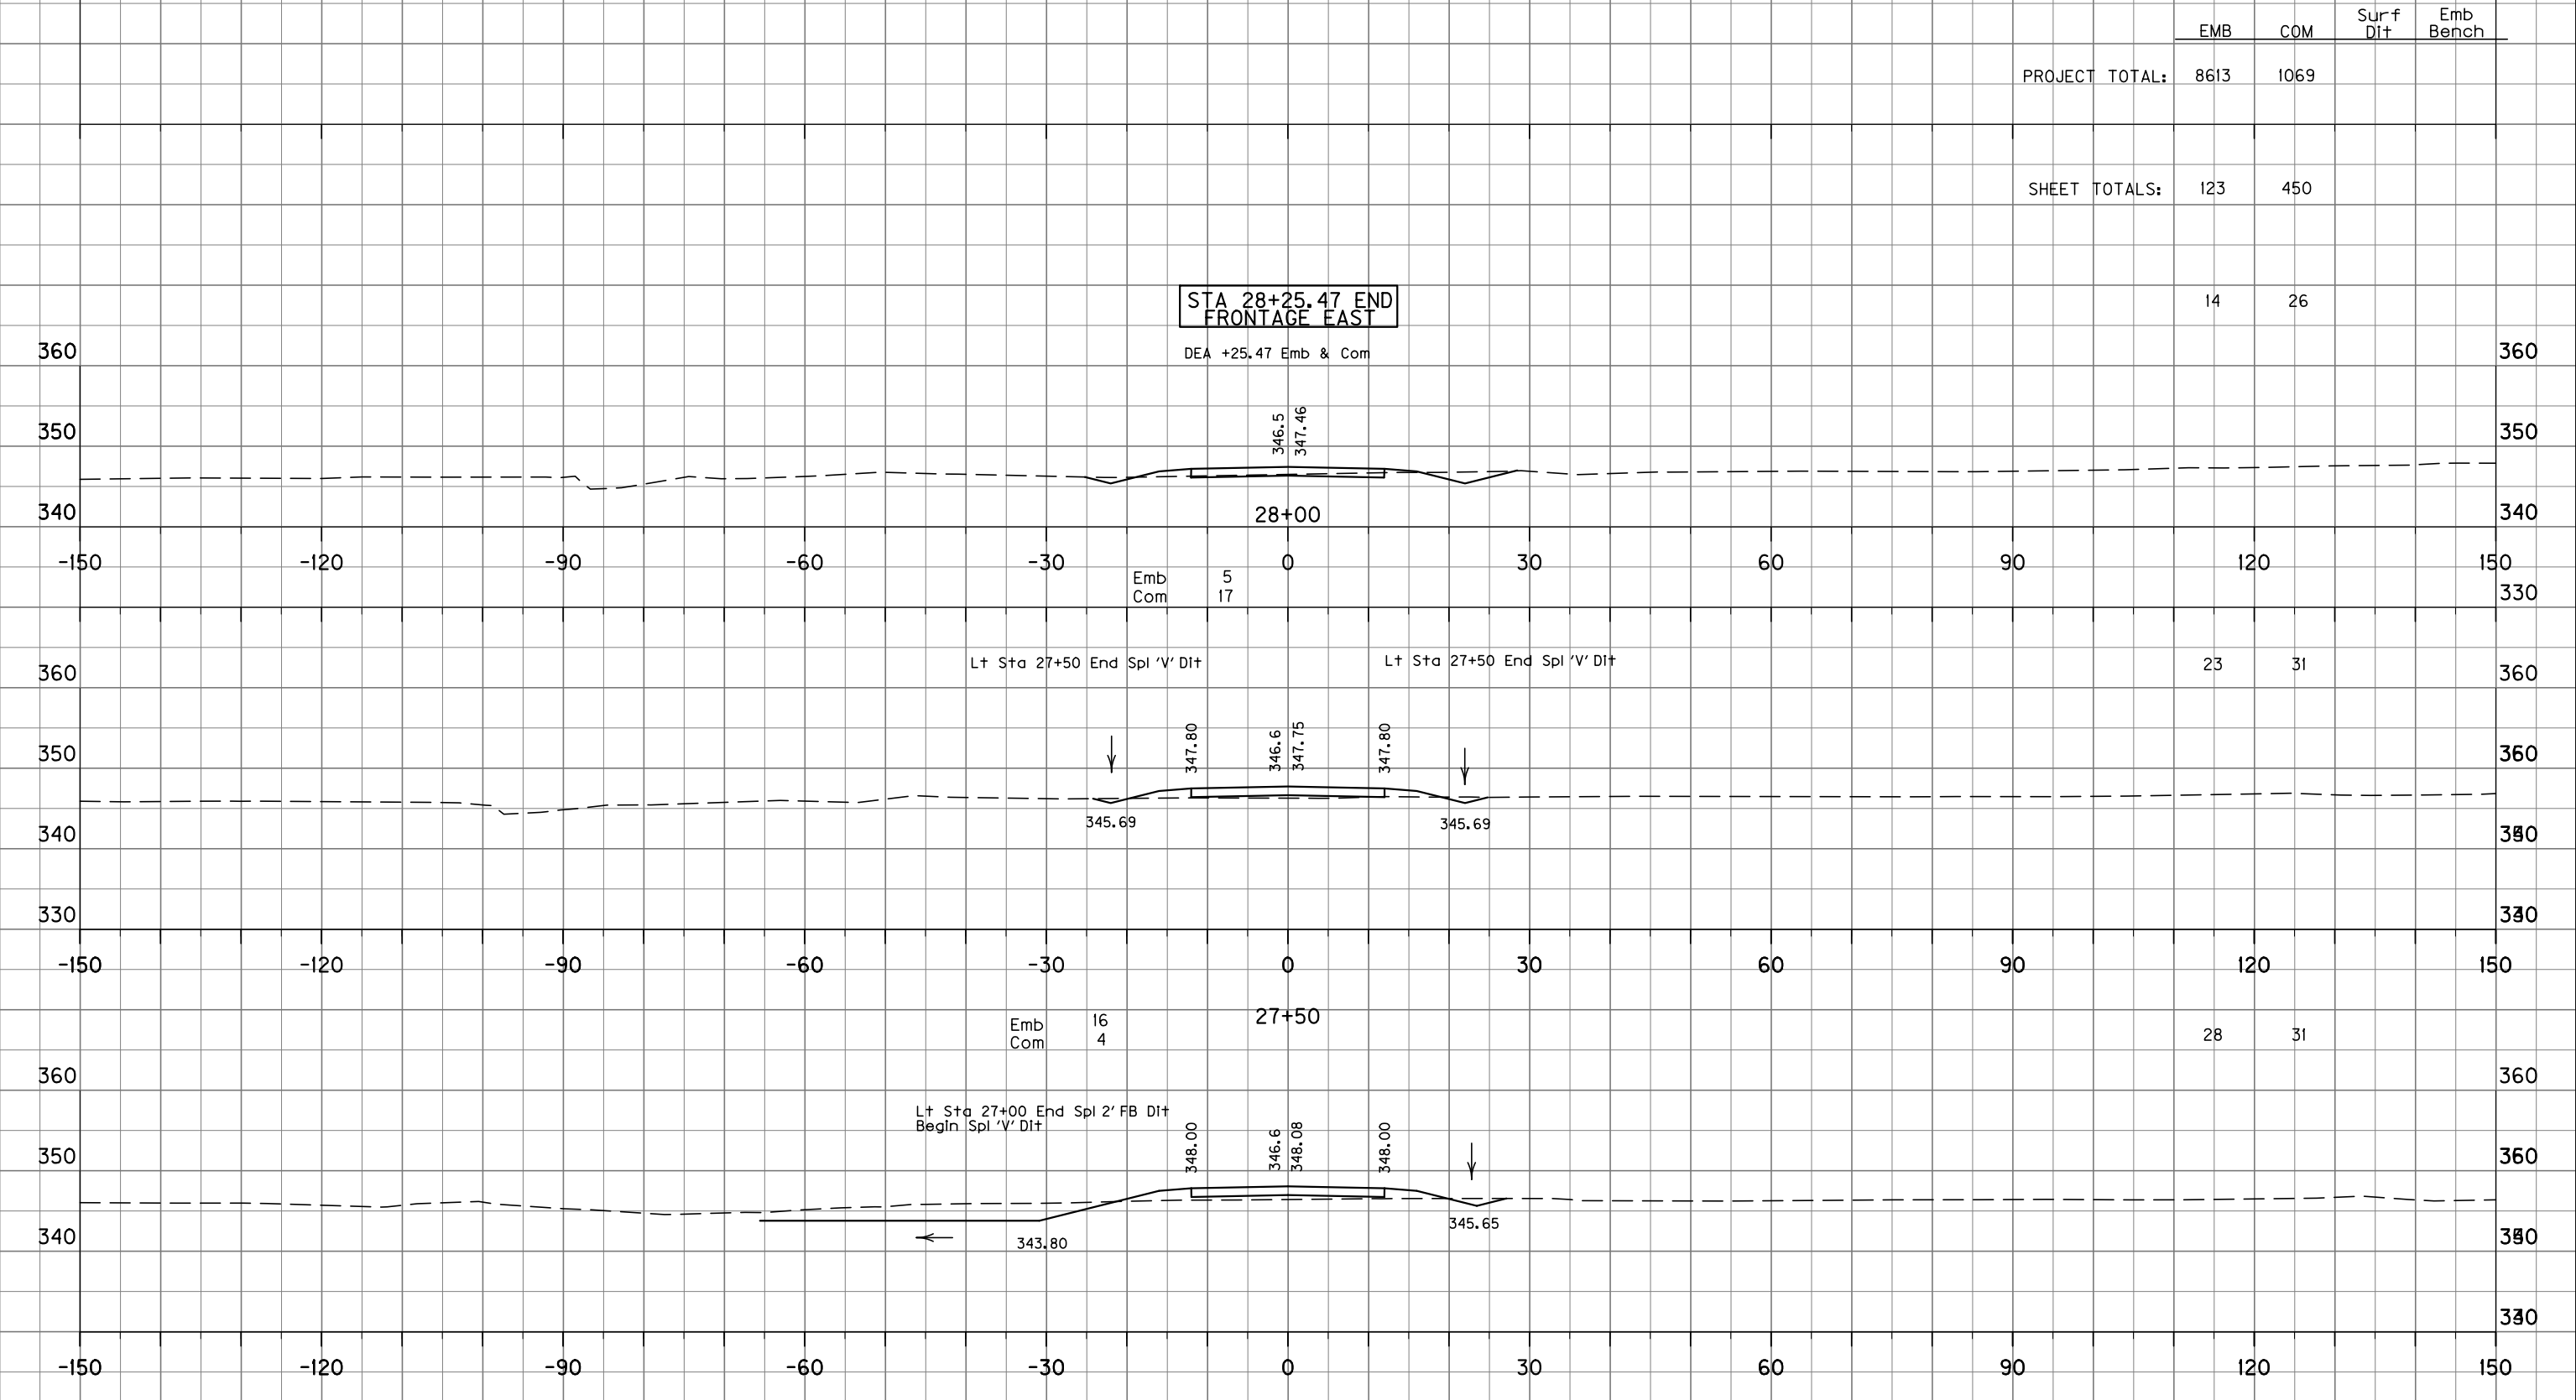 EMB COM Surf Dit Emb Bench
PROJECT TOTAL: 8613 1069
SHEET TOTALS: 123 450
STA 28+25.47 END
FRONTAGE EAST
14 26
DEA +25.47 Emb & Com
360 360
350 346.5 347.46 350
340 28+00 340
-150 -120 -90 -60 -30 0 30 60 90 120 150
Emb 5
Com 17
330
Lt Sta 27+50 End Spl 'V' Dit Lt Sta 27+50 End Spl 'V' Dit 23 31
360 360
350 347.80 346.6 347.75 347.80
340 345.69 345.69
330
-150 -120 -90 -60 -30 0 30 60 90 120 150
27+50
Emb 16
Com 4
28 31
360 360
Lt Sta 27+00 End Spl 2' FB Dit
Begin Spl 'V' Dit
350 348.00 346.6 348.08 348.00
345.65
340 343.80
-150 -120 -90 -60 -30 0 30 60 90 120 150